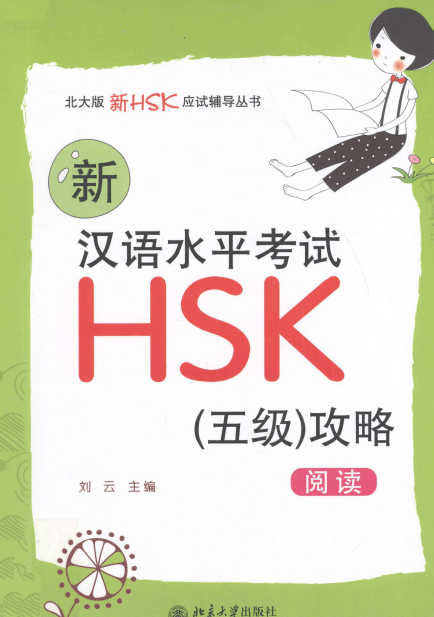 北大版 新HSK 应试辅导丛书
新
汉语水平考试
HSK
(五级)攻略
阅读
刘云 主编
北京大学出版社